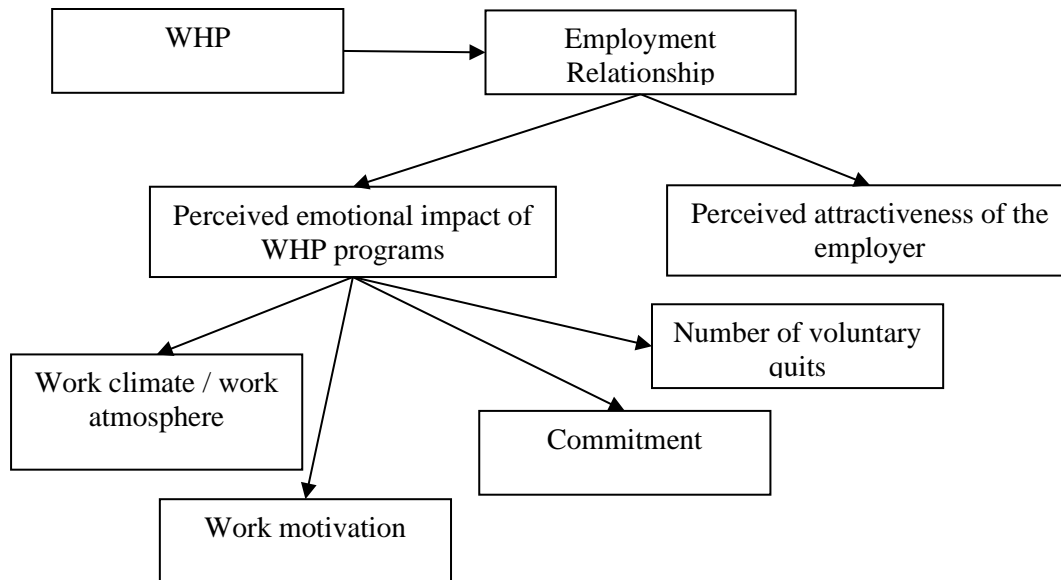 WHP
Employment
Relationship
Perceived emotional impact of
WHP programs
Perceived attractiveness of the
employer
Number of voluntary
quits
Work climate / work
atmosphere
Commitment
Work motivation